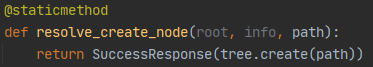 @staticmethod
def resolve_create_node(root, info, path):
    return SuccessResponse(tree.create(path))